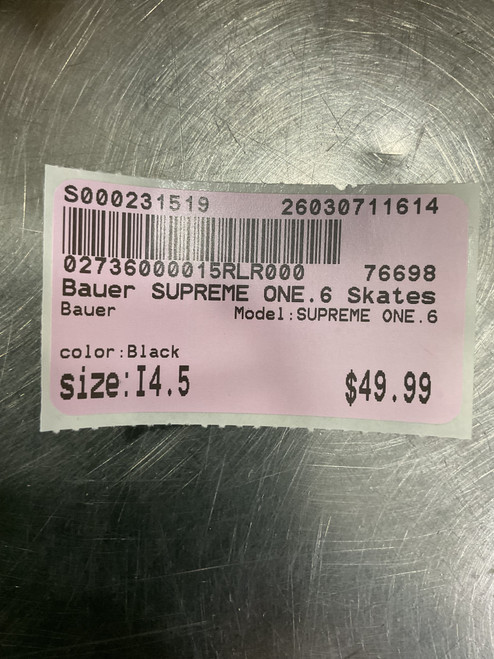 S000231519 26030711614
02736000015RLR000 76698
Bauer SUPREME ONE.6 Skates
Bauer Model:SUPREME ONE.6
color:Black
size:I4.5 $49.99